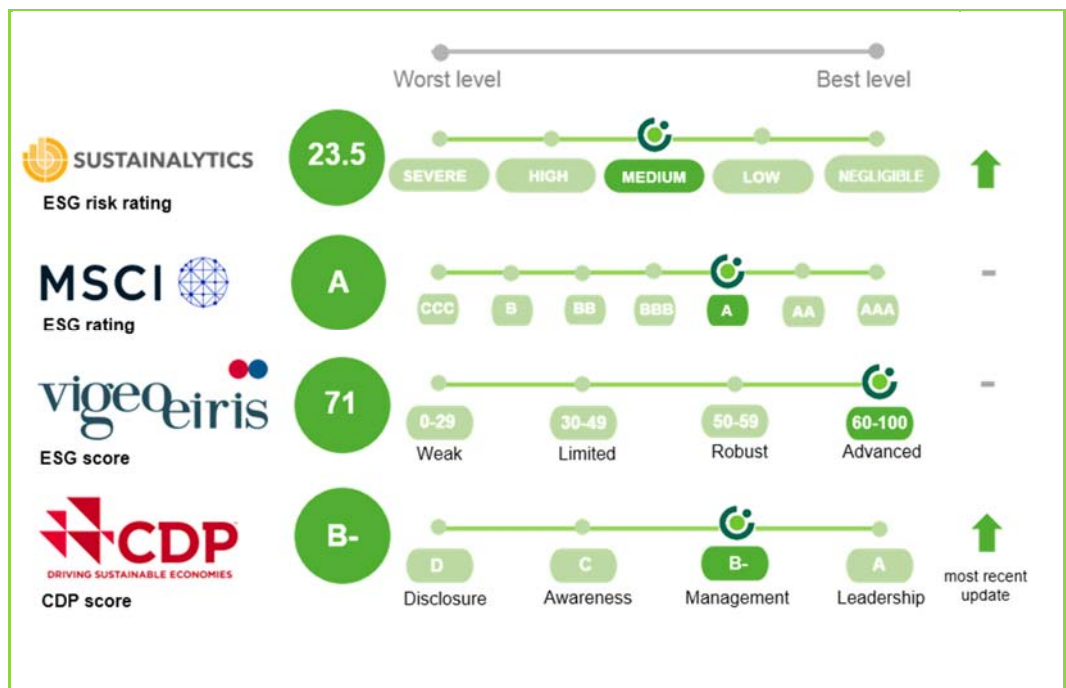 Worst level
Best level
SUSTAINALYTICS
ESG risk rating
23.5
SEVERE
HIGH
MEDIUM
LOW
NEGLIGIBLE
MSCI
ESG rating
A
CCC
B
BB
BBB
A
AA
AAA
-
vigeoeiris
ESG score
71
0-29
30-49
50-59
60-100
Weak
Limited
Robust
Advanced
-
CDP
DRIVING SUSTAINABLE ECONOMIES
CDP score
B-
D
C
B-
A
Disclosure
Awareness
Management
Leadership
most recent
update